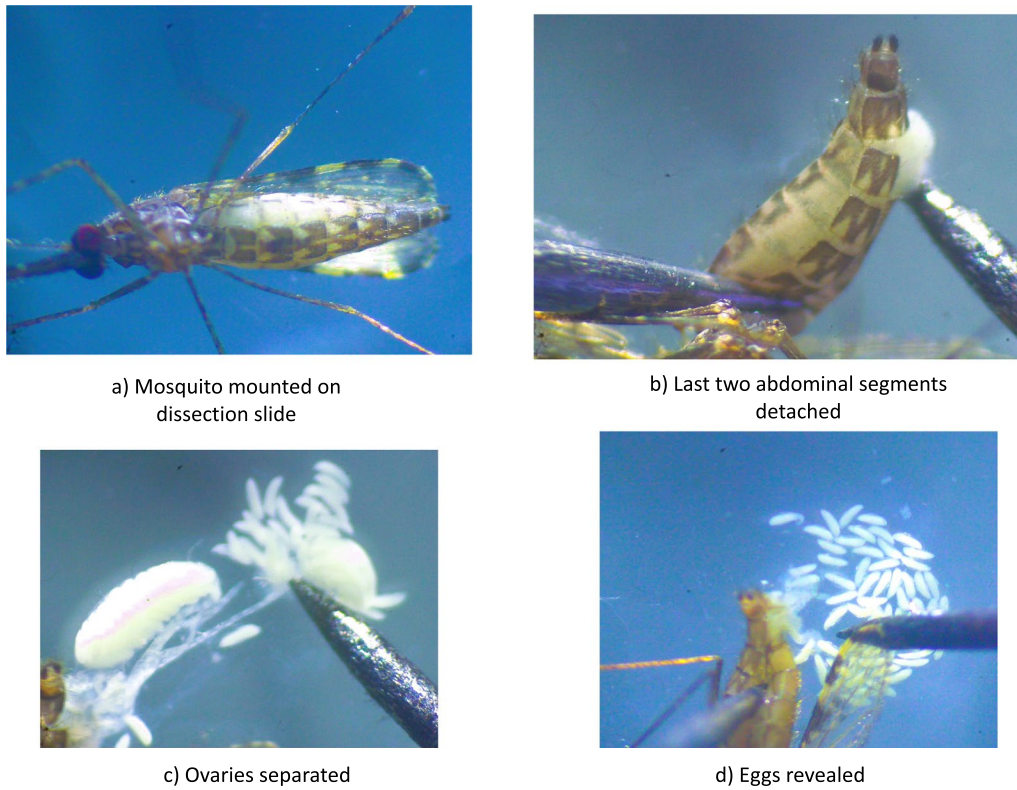 a) Mosquito mounted on
dissection slide
b) Last two abdominal segments
detached
c) Ovaries separated
d) Eggs revealed